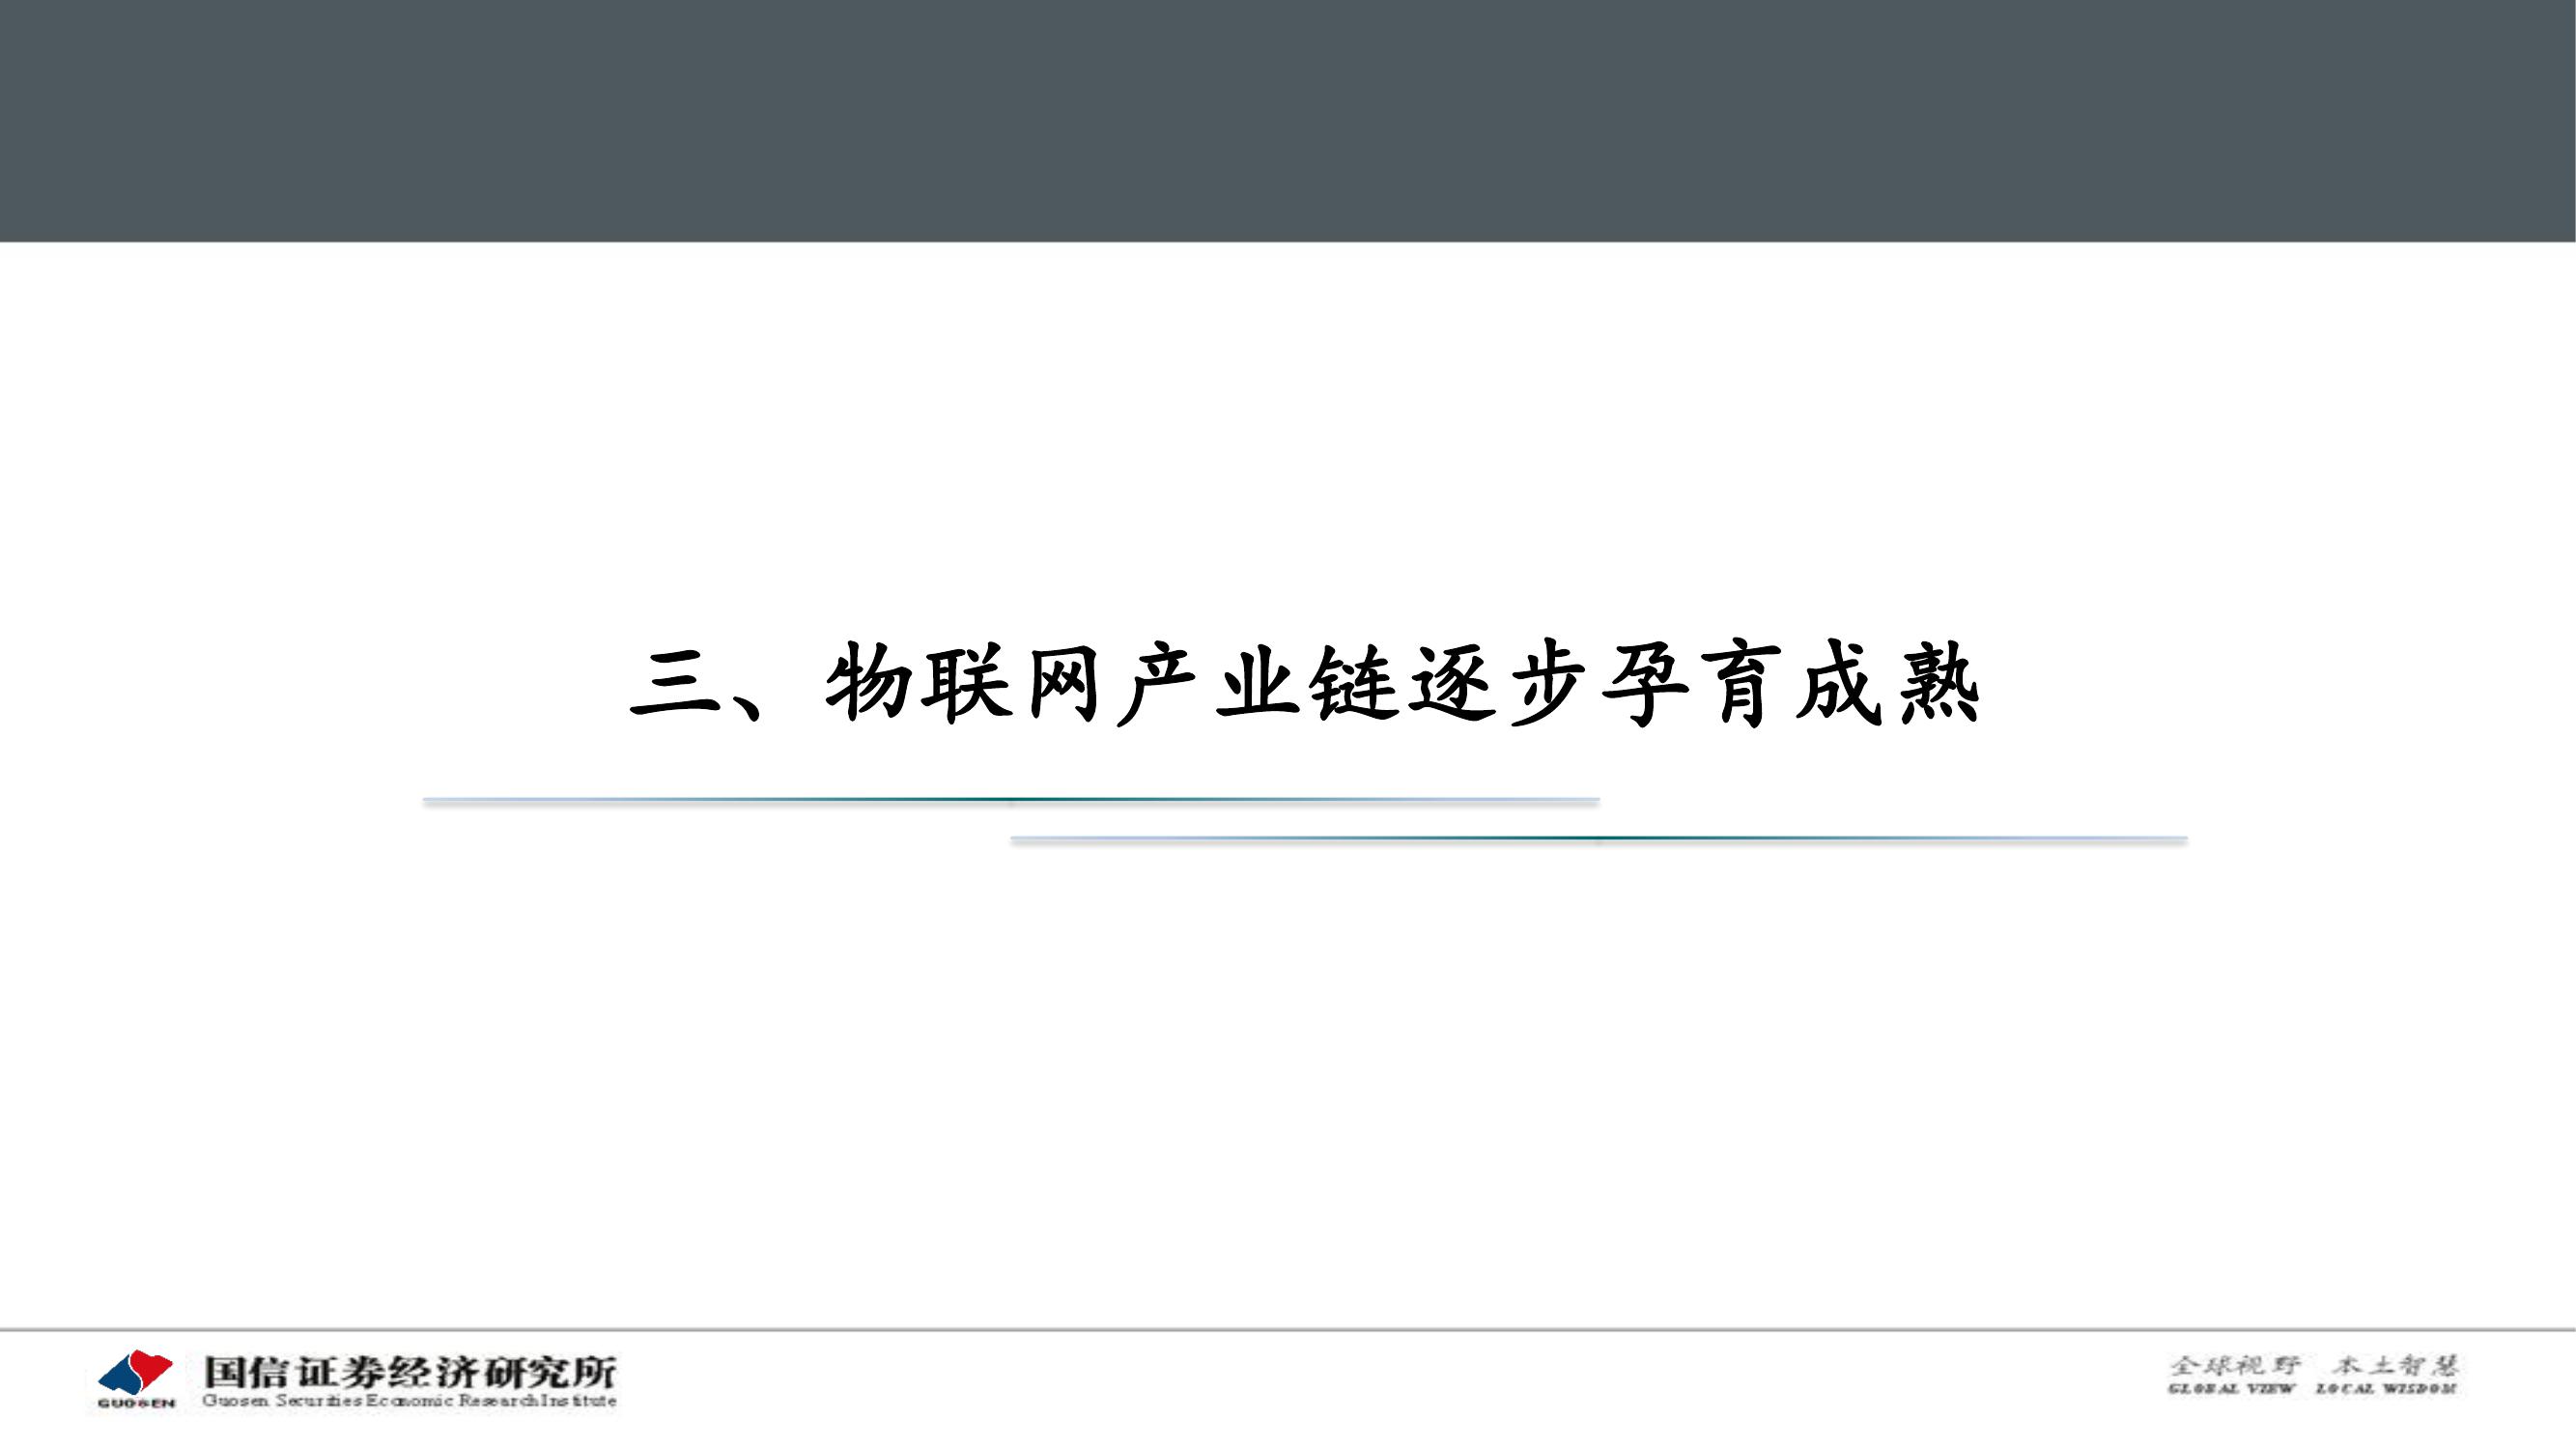 三、物联网产业链逐步孕育成熟
国信证券经济研究所
GUOSEN
Guosen Securities Economic Research Institute
全球视野 本土智慧
GLOBAL VIEW LOCAL WISDOM